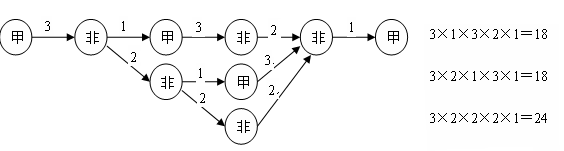 3 1 3 2 1
甲 非 甲 非 非 甲
3×1×3×2×1＝18
2 1 3.
非 甲
3×2×1×3×1＝18
2 2.
非
3×2×2×2×1＝24